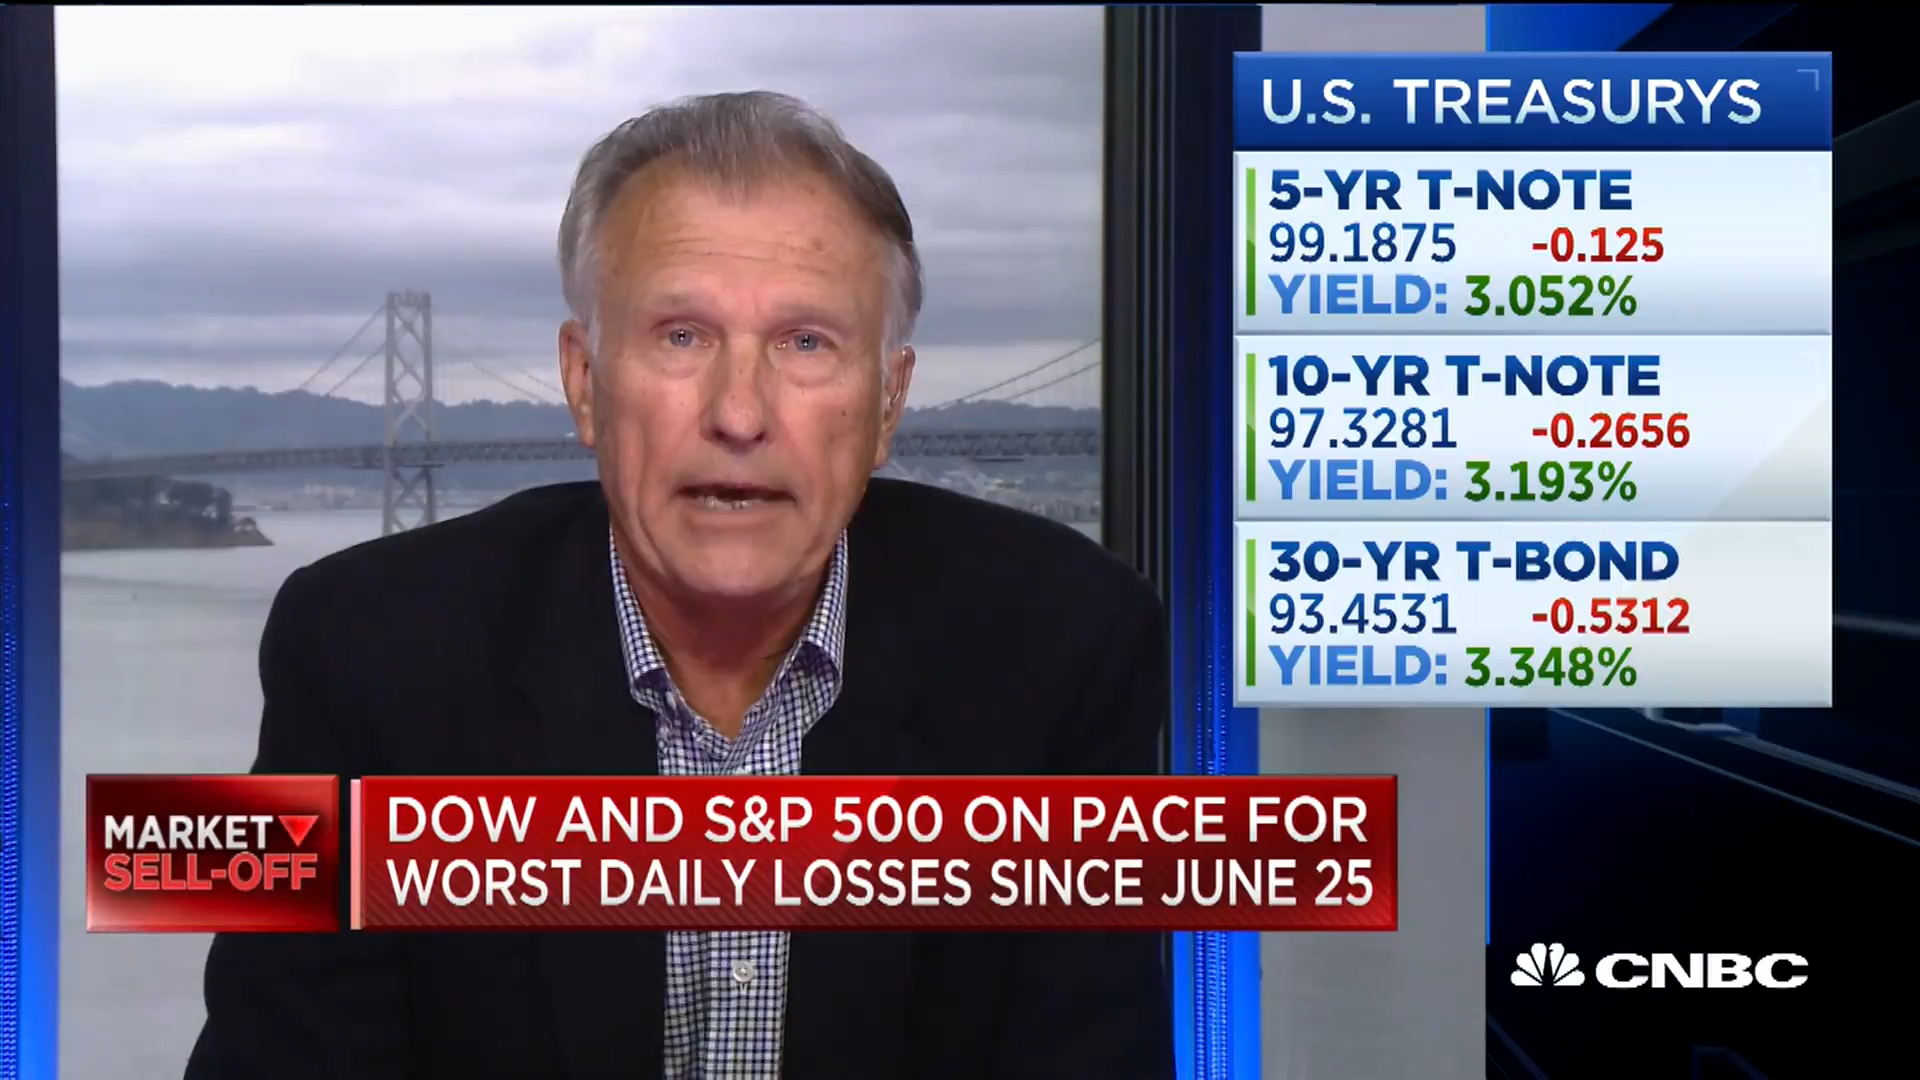 U.S. TREASURYS
5-YR T-NOTE
99.1875 -0.125
YIELD: 3.052%
10-YR T-NOTE
97.3281 -0.2656
YIELD: 3.193%
30-YR T-BOND
93.4531 -0.5312
YIELD: 3.348%
MARKET
SELL-OFF
DOW AND S&P 500 ON PACE FOR
WORST DAILY LOSSES SINCE JUNE 25
CNBC